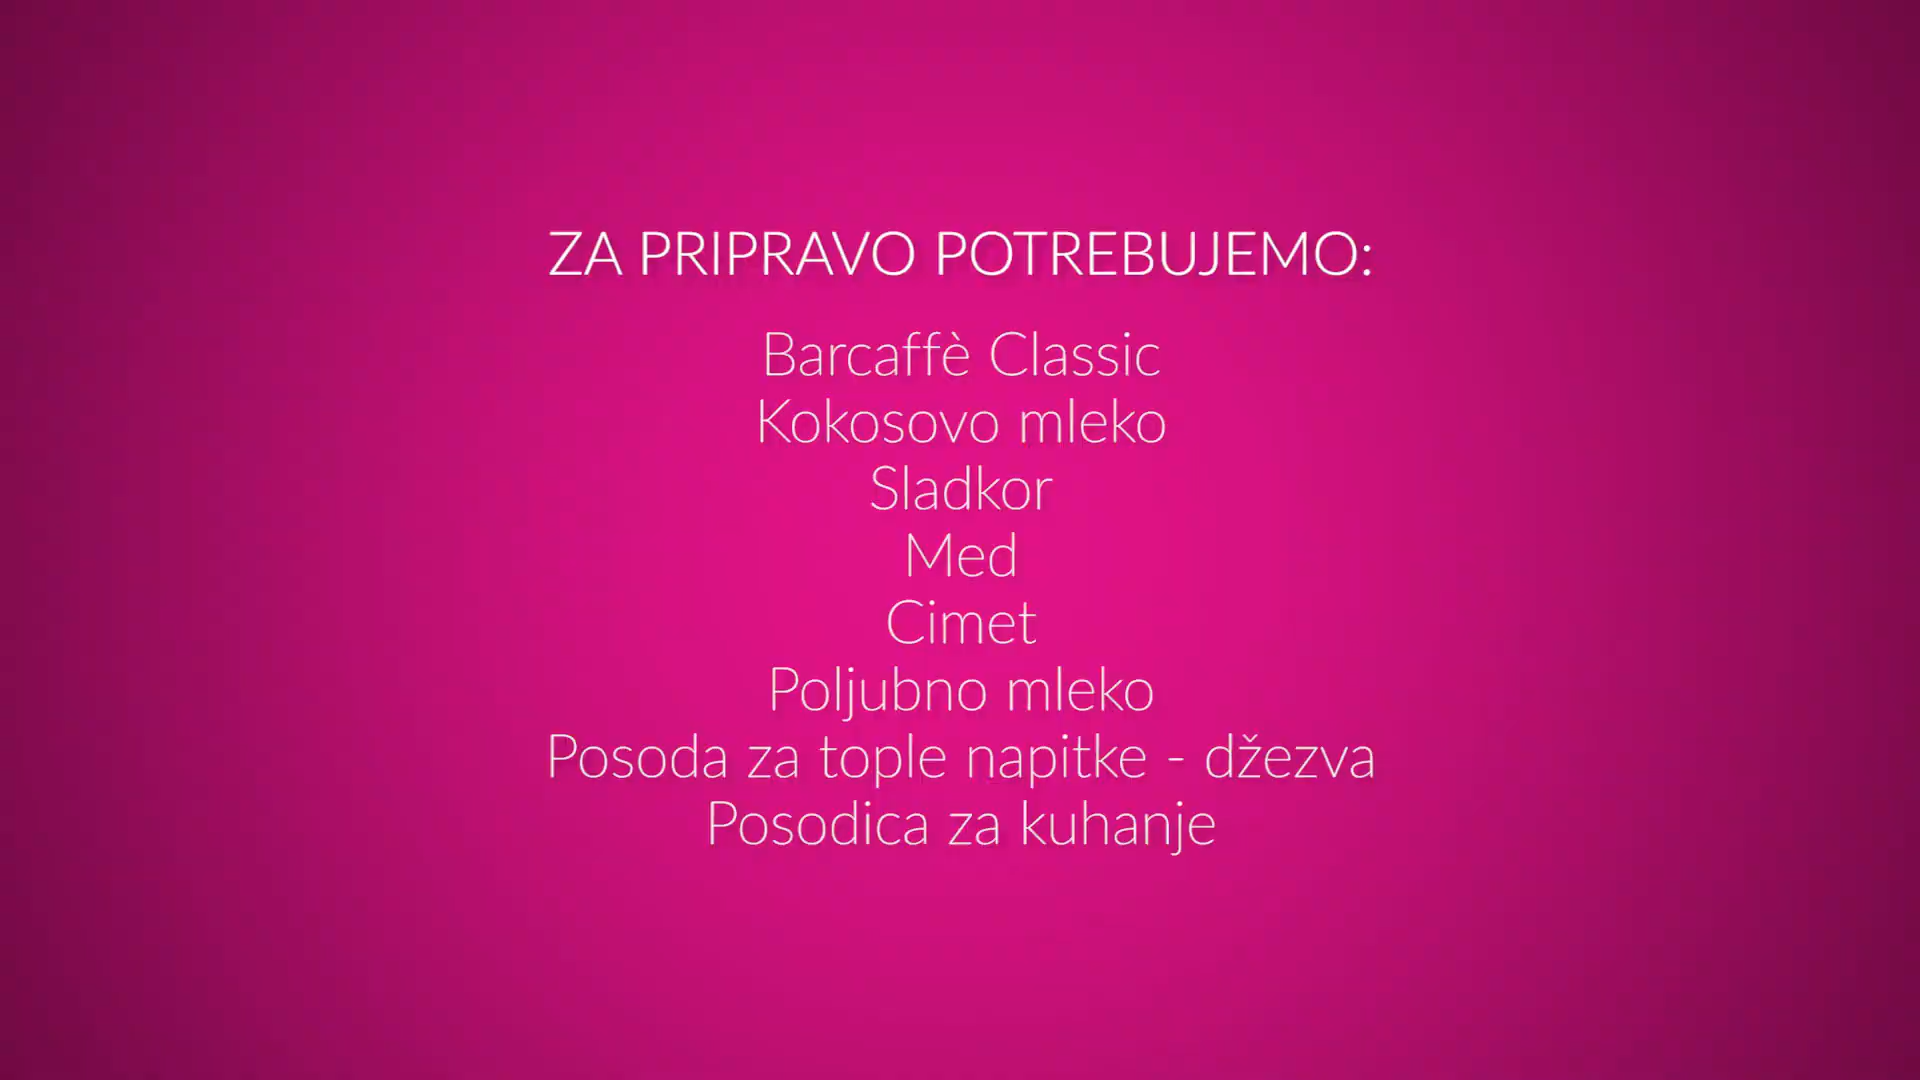 ZA PRIPRAVO POTREBUJEMO:
Barcaffè Classic
Kokosovo mleko
Sladkor
Med
Cimet
Poljubno mleko
Posoda za tople napitke - džezva
Posodica za kuhanje